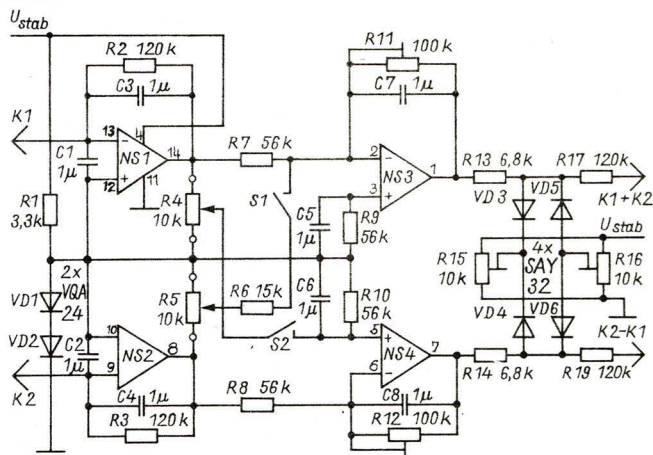 Ustab
R2 120k
C3 1μ
R11
100k
C7 1μ
K1
13
4
NS1
14
12
+
11
C1
1μ
R7 56k
2
NS3
1
3
+
R13 6,8k
R17 120k
K1+K2
VD3
VD5
R1
3,3k
R4
10k
S1
C5
1μ
R9
56k
Ustab
R15
10k
4x
SAY
32
R16
10k
2x
VQA
24
VD1
VD2
R5
10k
R6 15k
C6
1μ
R10
56k
VD4
VD6
K2-K1
S2
C2
1μ
10
+
NS2
8
9
5
+
NS4
7
6
R14 6,8k
R19 120k
K2
C4
1μ
R3 120k
R8 56k
C8
1μ
R12
100k